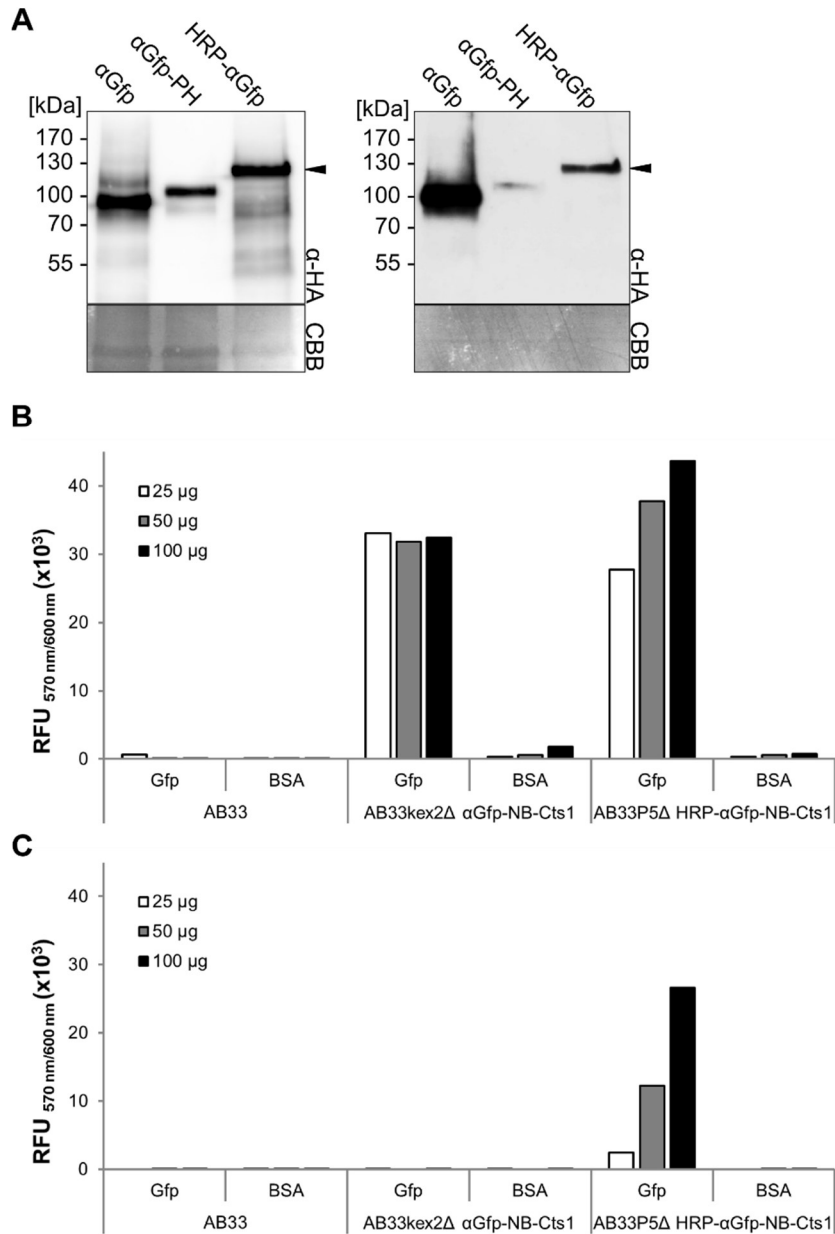 A
αGfp αGfp-PH HRP-αGfp
αGfp αGfp-PH HRP-αGfp
[kDa]
170
130
100
70
55
α-HA
CBB
[kDa]
170
130
100
70
55
α-HA
CBB
B
RFU 570 nm/600 nm (x10³)
40
30
20
10
0
25 µg
50 µg
100 µg
Gfp BSA Gfp BSA Gfp BSA
AB33 AB33kex2Δ αGfp-NB-Cts1 AB33P5Δ HRP-αGfp-NB-Cts1
C
RFU 570 nm/600 nm (x10³)
40
30
20
10
0
25 µg
50 µg
100 µg
Gfp BSA Gfp BSA Gfp BSA
AB33 AB33kex2Δ αGfp-NB-Cts1 AB33P5Δ HRP-αGfp-NB-Cts1